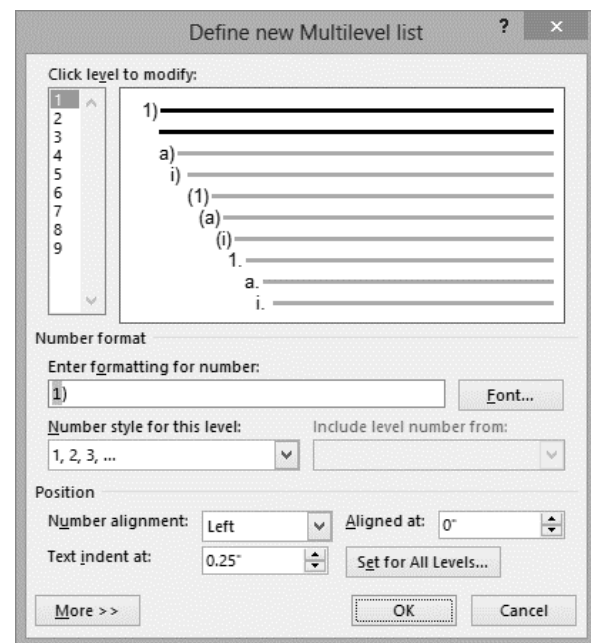 Define new Multilevel list ? ×
Click level to modify:
1
2
3
4
5
6
7
8
9
1)
a)
i)
(1)
(a)
(i)
1.
a.
i.
Number format
Enter formatting for number:
1)
Font...
Number style for this level: Include level number from:
1, 2, 3, ...
Position
Number alignment: Left Aligned at: 0"
Text indent at: 0.25" Set for All Levels...
More >> OK Cancel